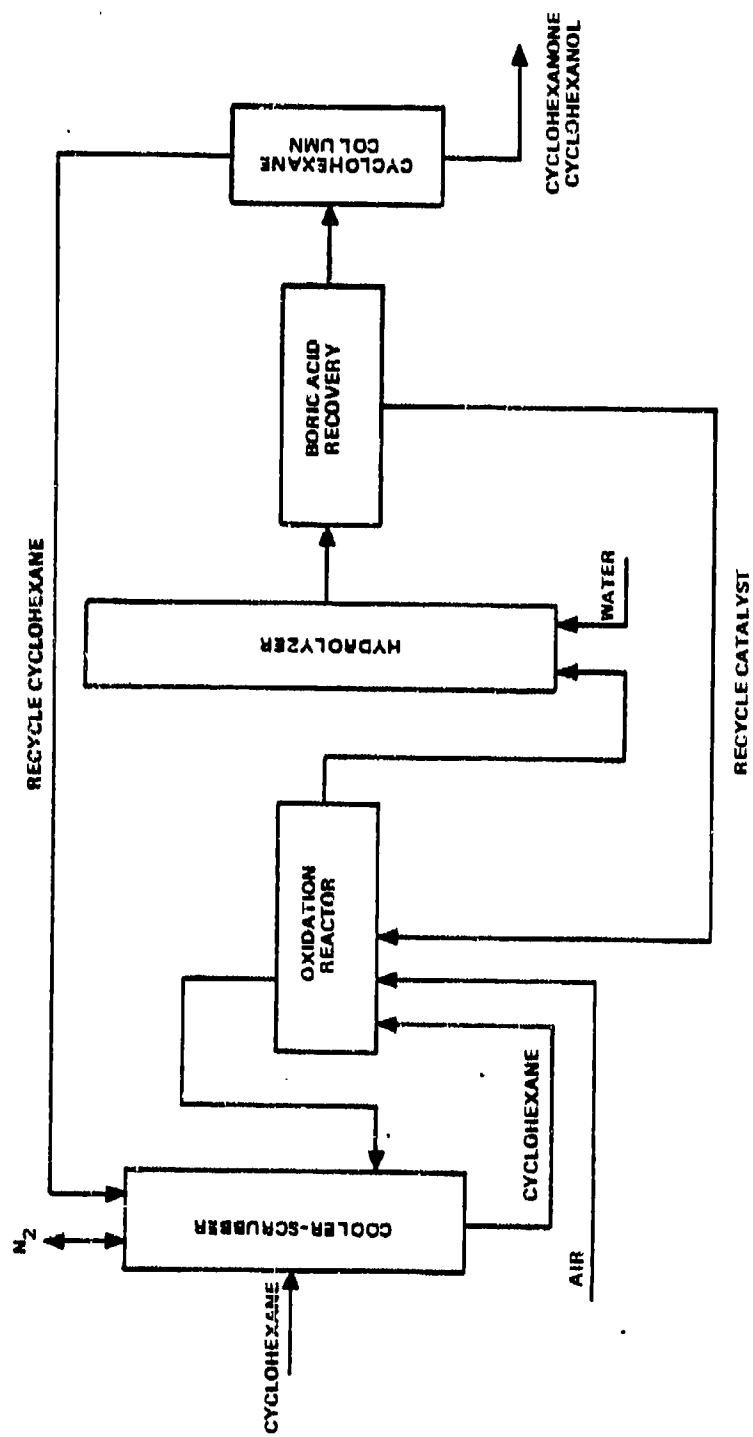 N2
CYCLOHEXANE
COOLER-SCRUBBER
CYCLOHEXANE
AIR
RECYCLE CYCLOHEXANE
OXIDATION
REACTOR
HYDROLYZER
WATER
RECYCLE CATALYST
BORIC ACID
RECOVERY
CYCLOHEXANE
COLUMN
CYCLOHEXANONE
CYCLOHEXANOL